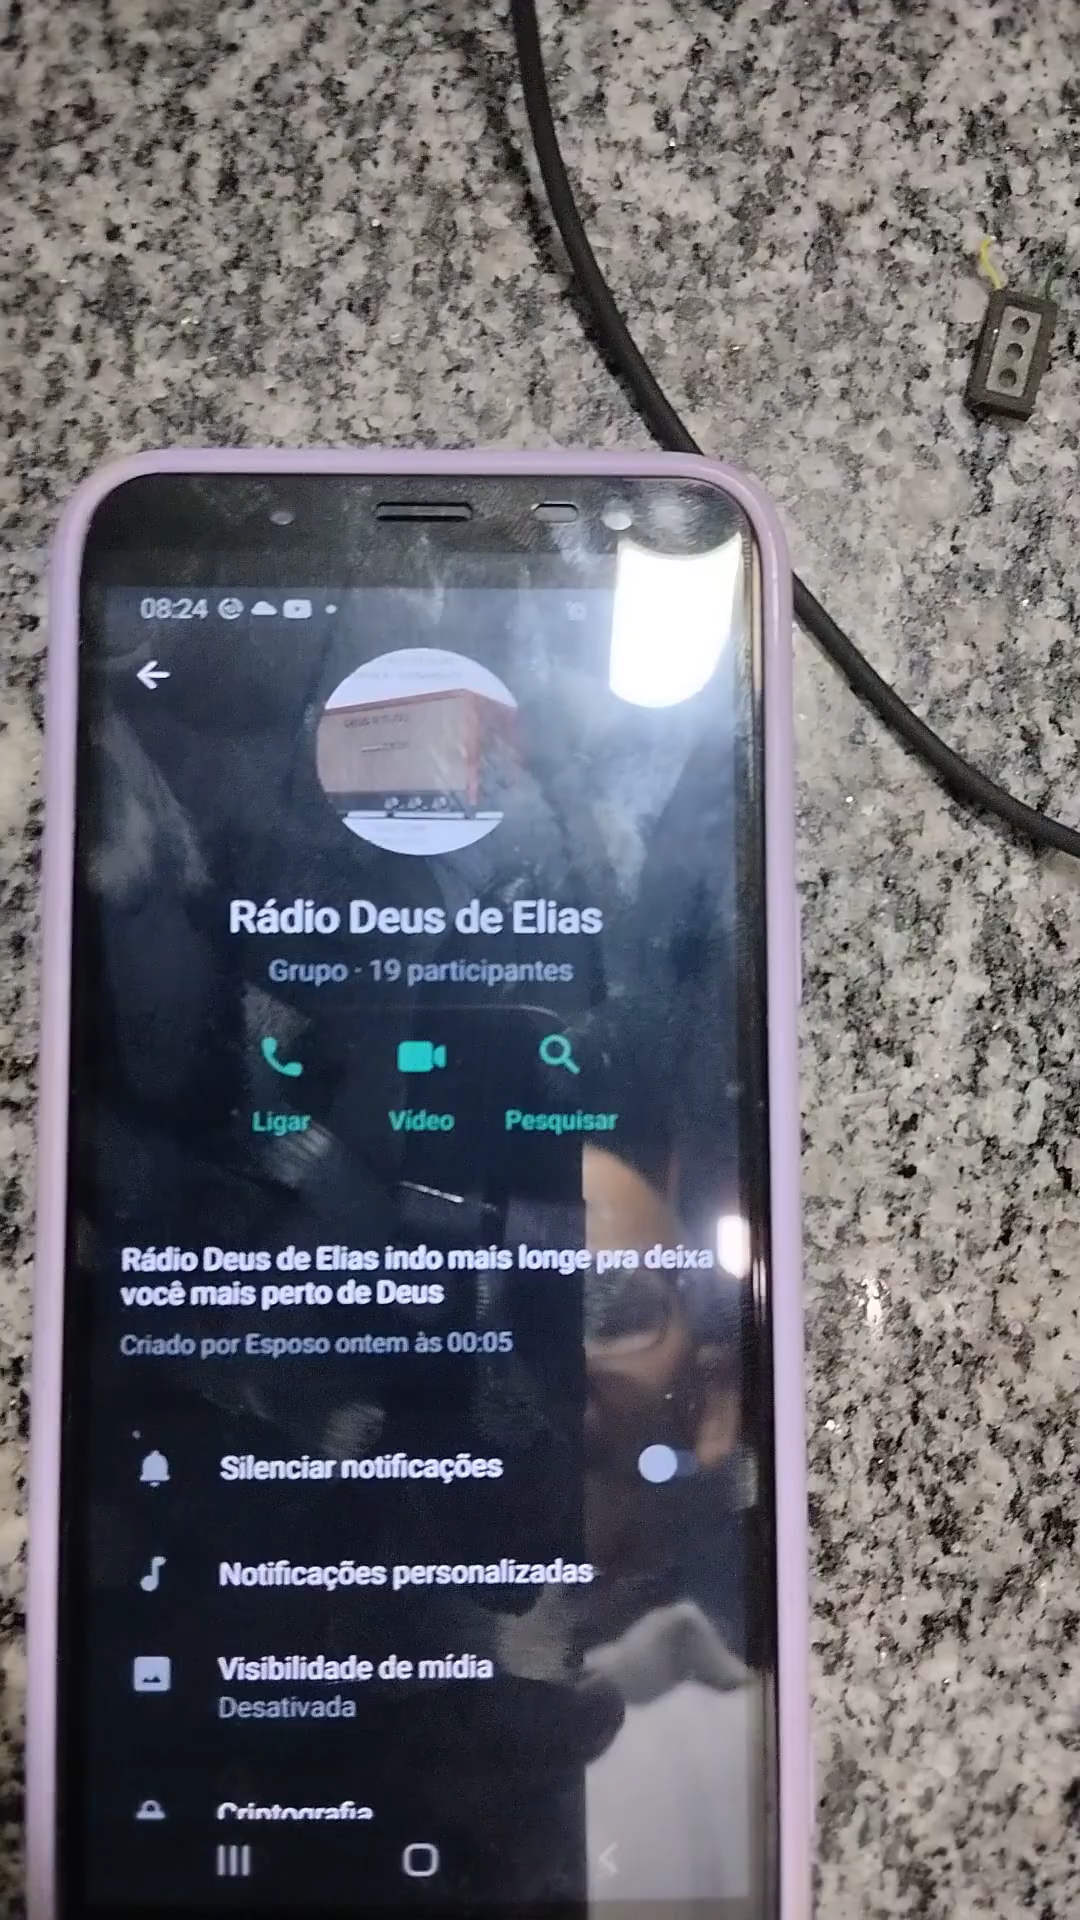 08:24
Rádio Deus de Elias
Grupo · 19 participantes
Ligar
Vídeo
Pesquisar
Rádio Deus de Elias indo mais longe pra deixa
você mais perto de Deus
Criado por Esposo ontem às 00:05
Silenciar notificações
Notificações personalizadas
Visibilidade de mídia
Desativada
Criptografia